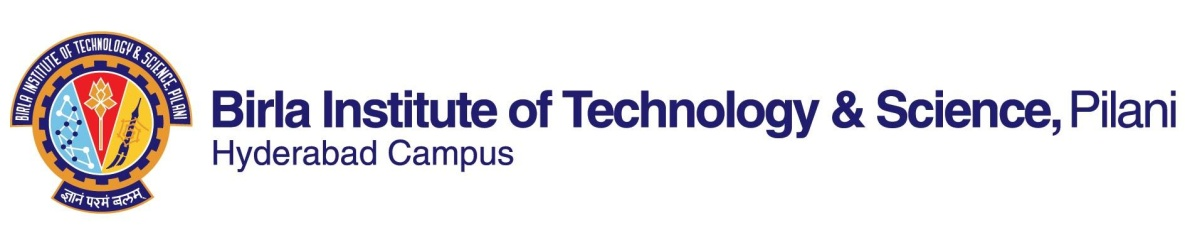 BIRLA INSTITUTE OF TECHNOLOGY & SCIENCE, PILANI
ज्ञानं परमं बलम्
Birla Institute of Technology & Science, Pilani
Hyderabad Campus